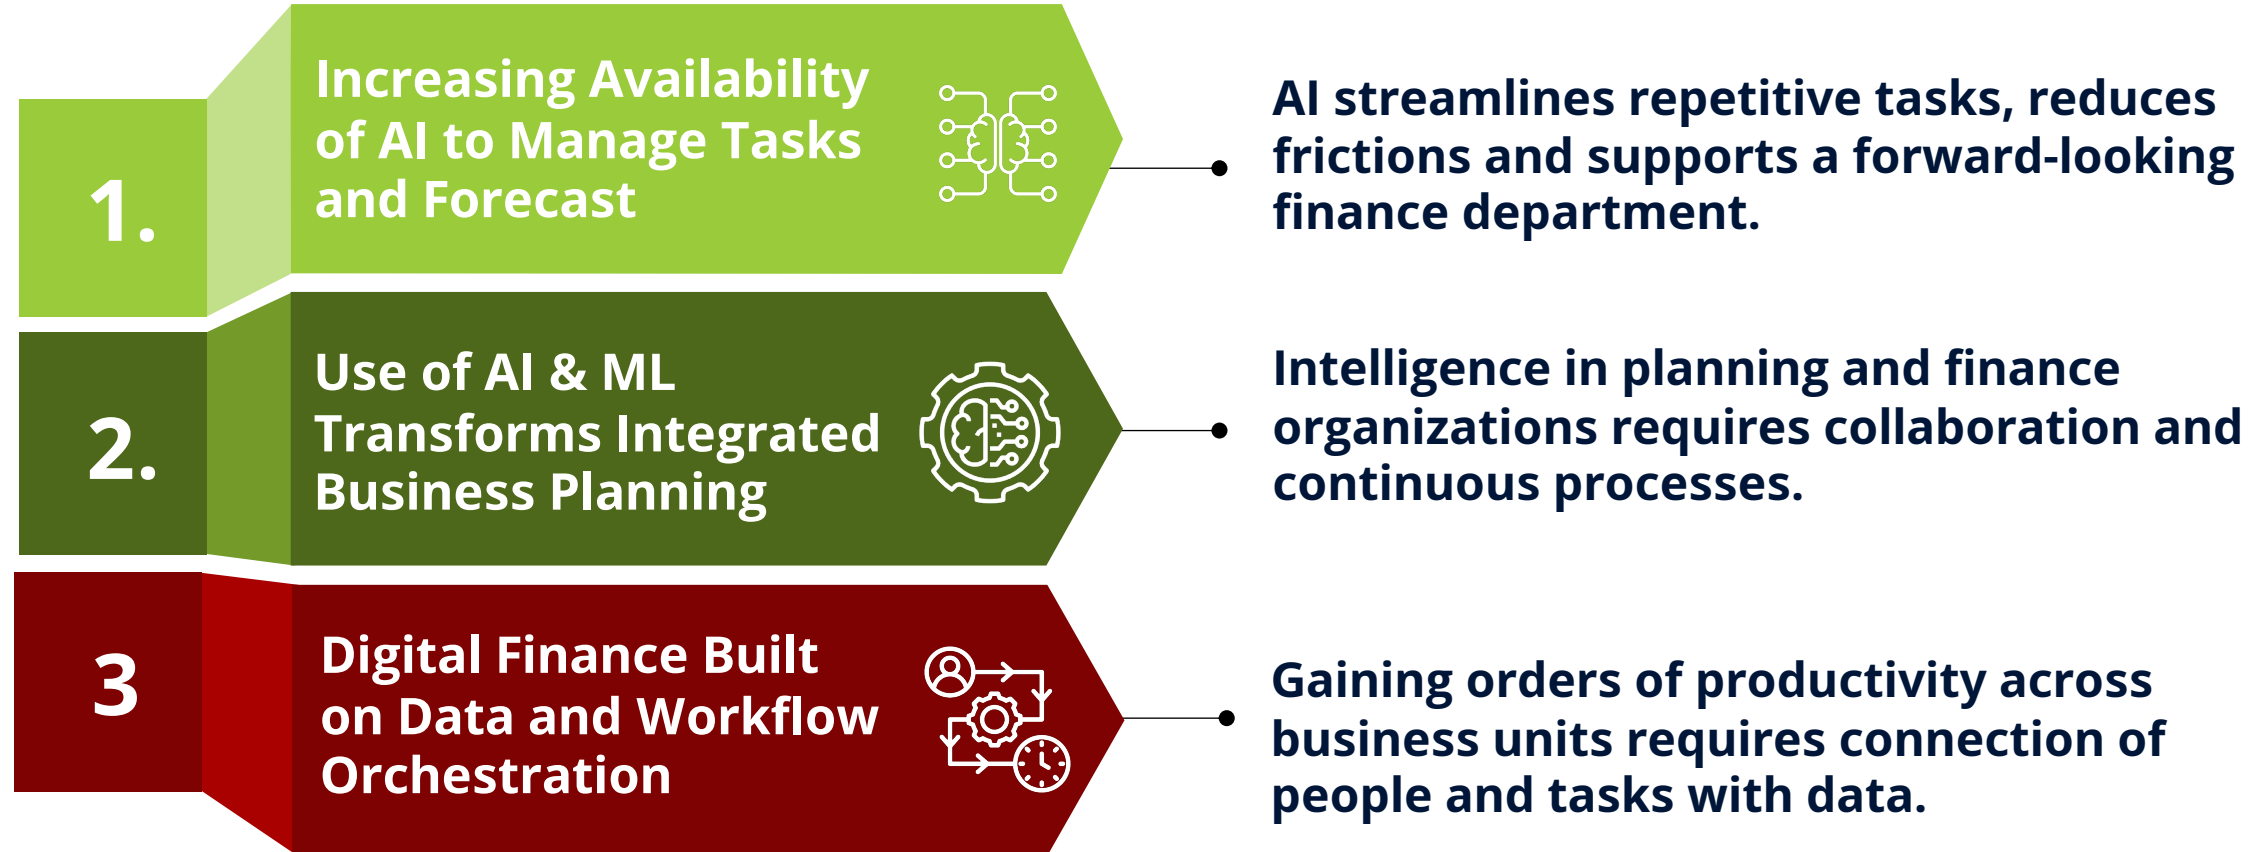 1.
Increasing Availability
of AI to Manage Tasks
and Forecast
AI streamlines repetitive tasks, reduces
frictions and supports a forward-looking
finance department.
2.
Use of AI & ML
Transforms Integrated
Business Planning
Intelligence in planning and finance
organizations requires collaboration and
continuous processes.
3
Digital Finance Built
on Data and Workflow
Orchestration
Gaining orders of productivity across
business units requires connection of
people and tasks with data.